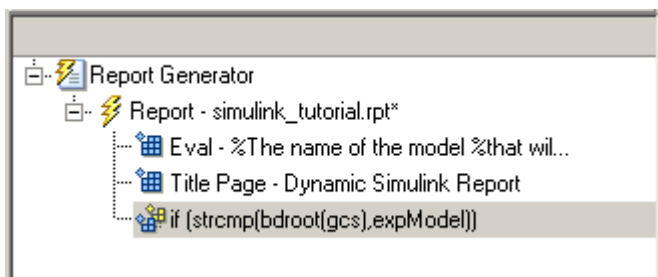 Report Generator
Report - simulink_tutorial.rpt*
Eval - %The name of the model %that wil...
Title Page - Dynamic Simulink Report
if (strcmp(bdroot(gcs),expModel))